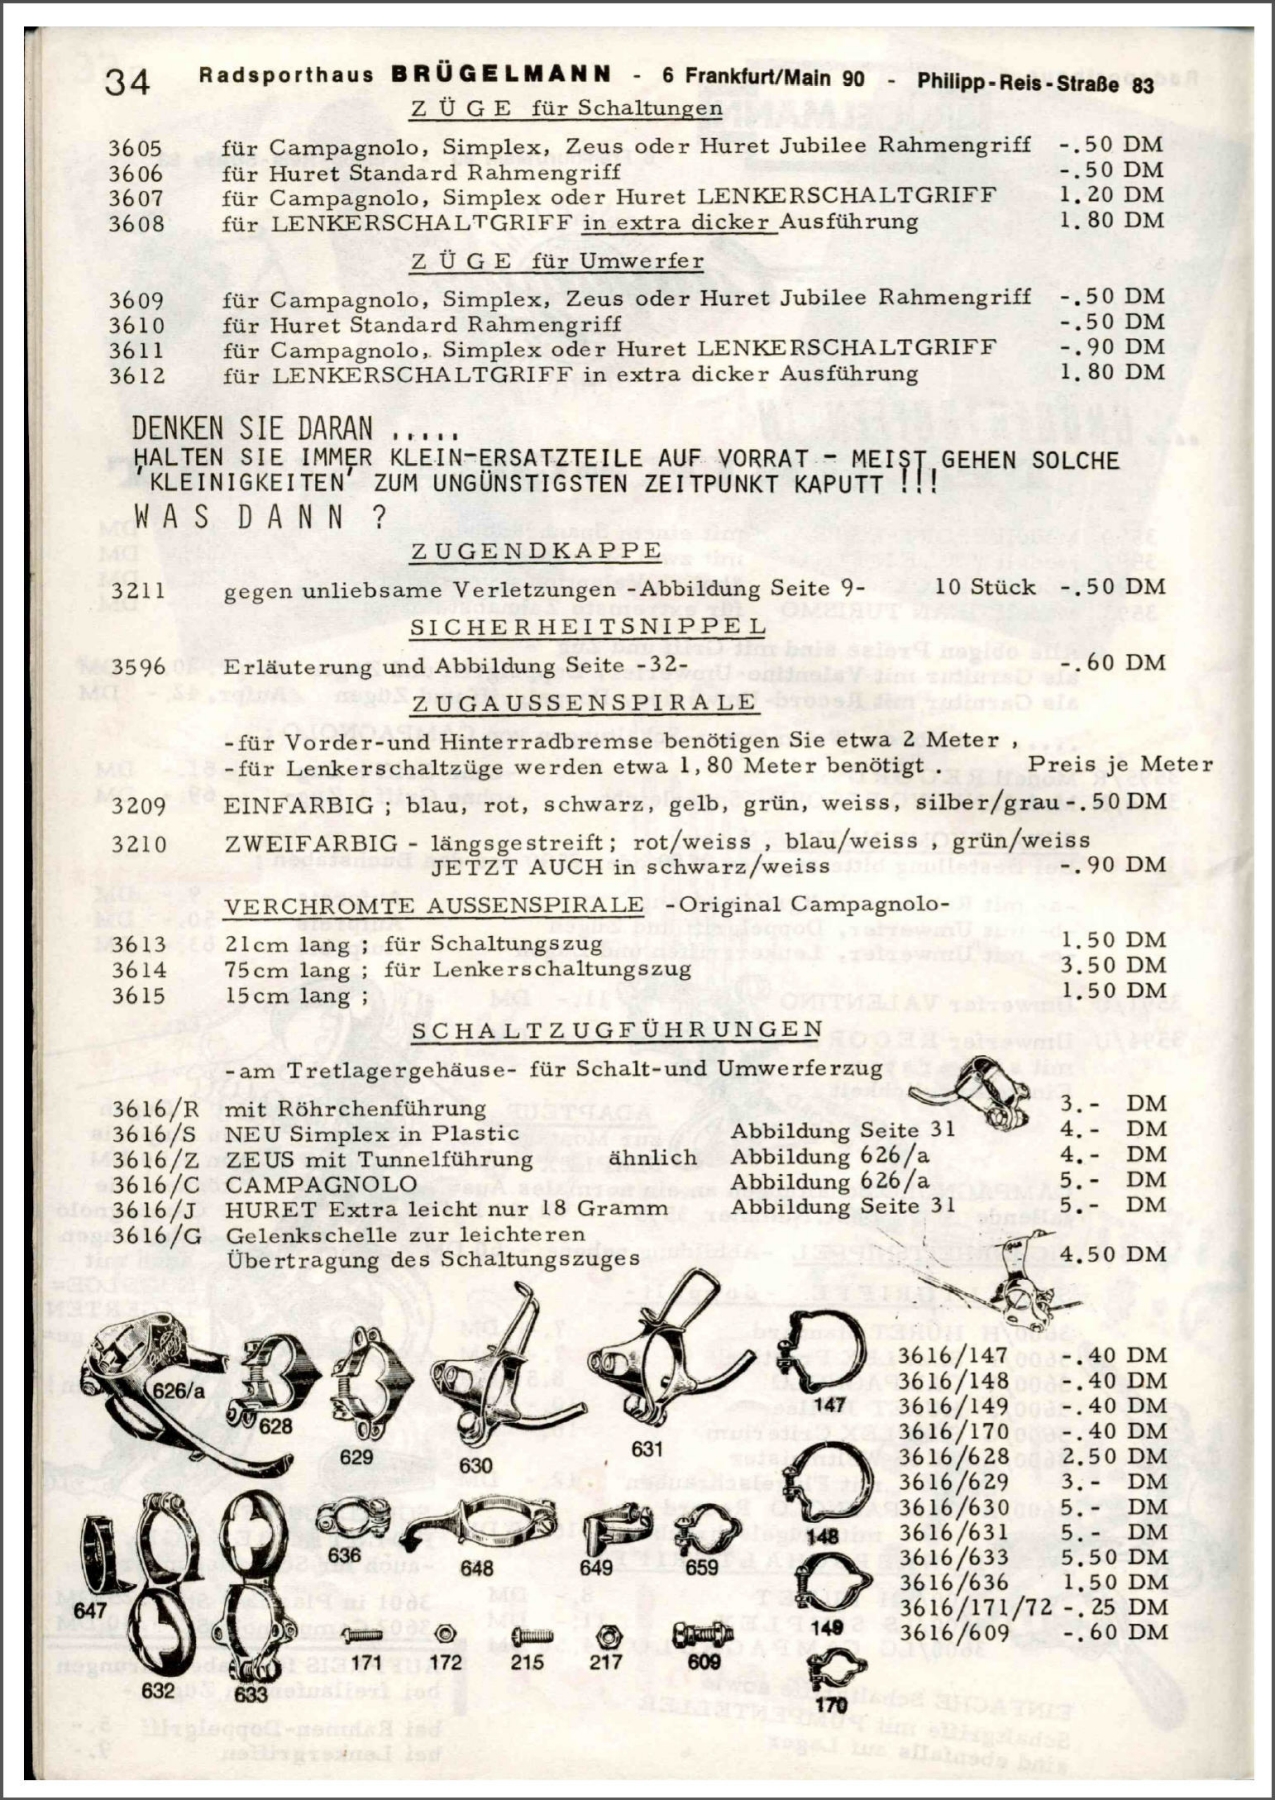 34 Radsporthaus BRÜGELMANN - 6 Frankfurt/Main 90 - Philipp-Reis-Straße 83
ZÜGE für Schaltungen
3605 für Campagnolo, Simplex, Zeus oder Huret Jubilee Rahmengriff -.50 DM
3606 für Huret Standard Rahmengriff -.50 DM
3607 für Campagnolo, Simplex oder Huret LENKERSCHALTGRIFF 1.20 DM
3608 für LENKERSCHALTGRIFF in extra dicker Ausführung 1.80 DM
ZÜGE für Umwerfer
3609 für Campagnolo, Simplex, Zeus oder Huret Jubilee Rahmengriff -.50 DM
3610 für Huret Standard Rahmengriff -.50 DM
3611 für Campagnolo, Simplex oder Huret LENKERSCHALTGRIFF -.90 DM
3612 für LENKERSCHALTGRIFF in extra dicker Ausführung 1.80 DM
DENKEN SIE DARAN .....
HALTEN SIE IMMER KLEIN-ERSATZTEILE AUF VORRAT - MEIST GEHEN SOLCHE
'KLEINIGKEITEN' ZUM UNGÜNSTIGSTEN ZEITPUNKT KAPUTT !!!
WAS DANN ?
ZUGENDKAPPE
3211 gegen unliebsame Verletzungen -Abbildung Seite 9- 10 Stück -.50 DM
SICHERHEITSNIPPEL
3596 Erläuterung und Abbildung Seite -32- -.60 DM
ZUGAUSSENSPIRALE
-für Vorder-und Hinterradbremse benötigen Sie etwa 2 Meter ,
-für Lenkerschaltzüge werden etwa 1,80 Meter benötigt Preis je Meter
3209 EINFARBIG ; blau, rot, schwarz, gelb, grün, weiss, silber/grau -.50 DM
3210 ZWEIFARBIG - längsgestreift; rot/weiss , blau/weiss , grün/weiss
JETZT AUCH in schwarz/weiss -.90 DM
VERCHROMTE AUSSENSPIRALE -Original Campagnolo-
3613 21cm lang ; für Schaltungszug 1.50 DM
3614 75cm lang ; für Lenkerschaltungszug 3.50 DM
3615 15cm lang ; 1.50 DM
SCHALTZUGFÜHRUNGEN
-am Tretlagergehäuse- für Schalt-und Umwerferzug
3616/R mit Röhrchenführung 3.- DM
3616/S NEU Simplex in Plastic Abbildung Seite 31 4.- DM
3616/Z ZEUS mit Tunnelführung ähnlich Abbildung 626/a 4.- DM
3616/C CAMPAGNOLO Abbildung 626/a 5.- DM
3616/J HURET Extra leicht nur 18 Gramm Abbildung Seite 31 5.- DM
3616/G Gelenkschelle zur leichteren
Übertragung des Schaltungszuges 4.50 DM
626/a
628
629
630
631
147
148
149
170
647
632
633
636
648
649
659
171
172
215
217
609
3616/147 -.40 DM
3616/148 -.40 DM
3616/149 -.40 DM
3616/170 -.40 DM
3616/628 2.50 DM
3616/629 3.- DM
3616/630 5.- DM
3616/631 5.- DM
3616/633 5.50 DM
3616/636 1.50 DM
3616/171/72 -.25 DM
3616/609 -.60 DM